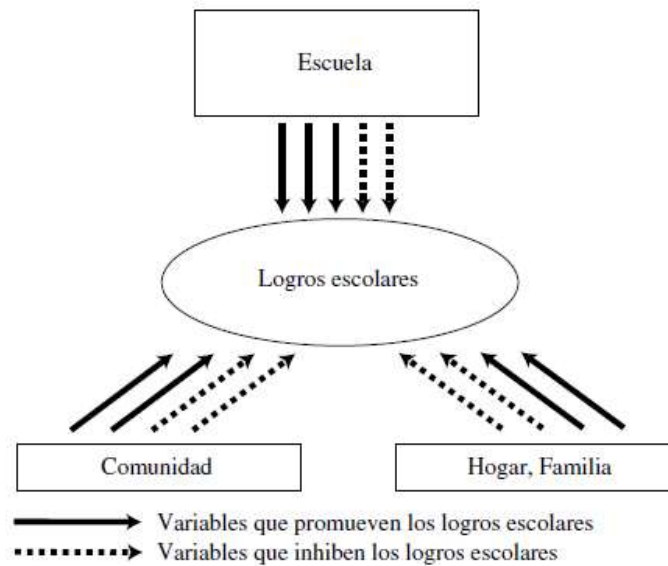 Escuela
Logros escolares
Comunidad
Hogar, Familia
Variables que promueven los logros escolares
Variables que inhiben los logros escolares